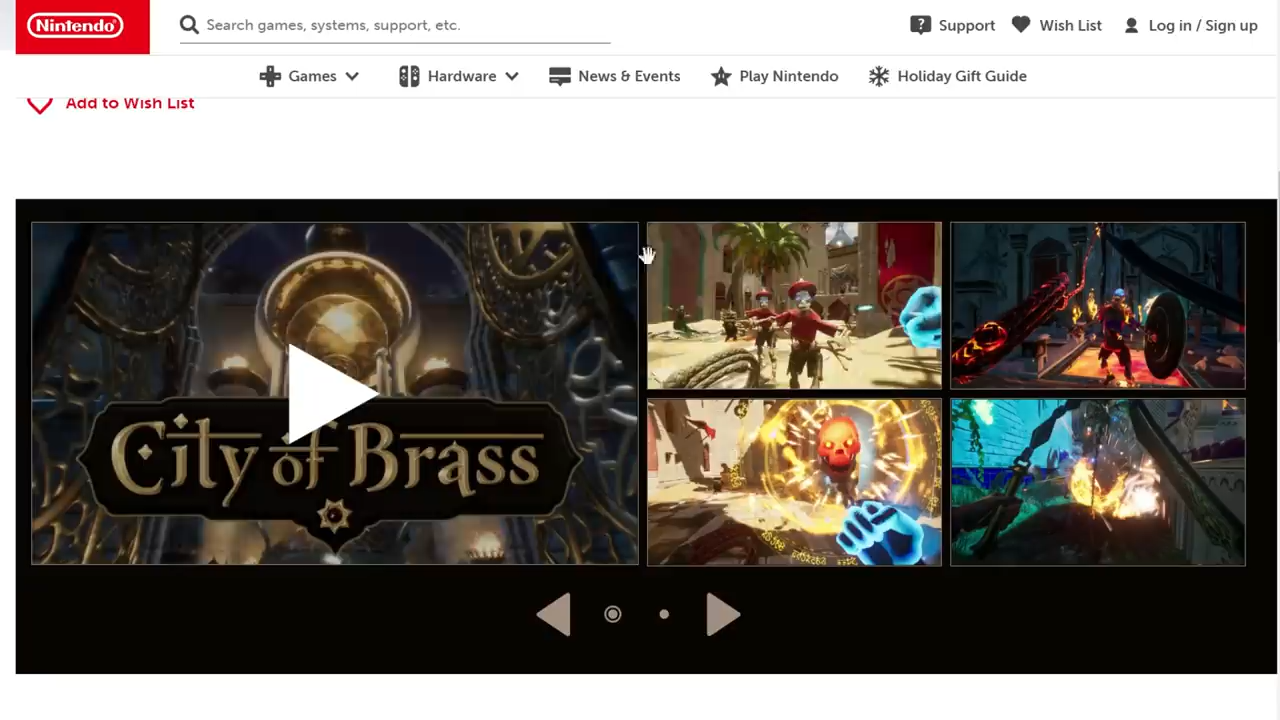 Nintendo
Search games, systems, support, etc.
Support
Wish List
Log in / Sign up
Games
Hardware
News & Events
Play Nintendo
Holiday Gift Guide
Add to Wish List
City of Brass